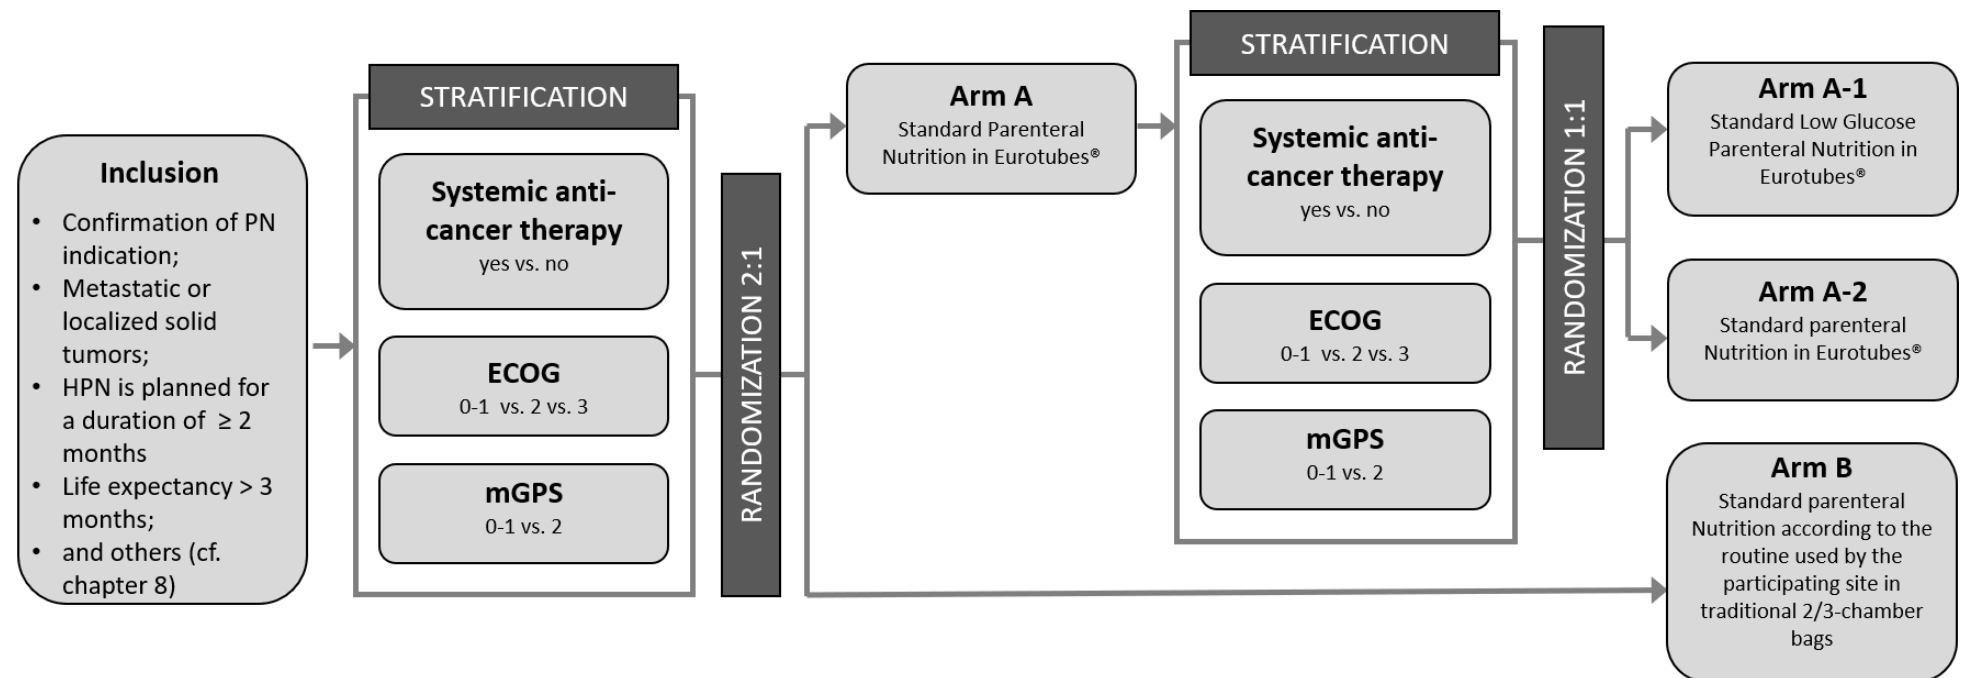 Inclusion
• Confirmation of PN
indication;
• Metastatic or
localized solid
tumors;
• HPN is planned for
a duration of ≥ 2
months
• Life expectancy > 3
months;
• and others (cf.
chapter 8)
STRATIFICATION
Systemic anti-
cancer therapy
yes vs. no
ECOG
0-1 vs. 2 vs. 3
mGPS
0-1 vs. 2
RANDOMIZATION 2:1
Arm A
Standard Parenteral
Nutrition in Eurotubes®
STRATIFICATION
Systemic anti-
cancer therapy
yes vs. no
ECOG
0-1 vs. 2 vs. 3
mGPS
0-1 vs. 2
RANDOMIZATION 1:1
Arm A-1
Standard Low Glucose
Parenteral Nutrition in
Eurotubes®
Arm A-2
Standard parenteral
Nutrition in Eurotubes®
Arm B
Standard parenteral
Nutrition according to the
routine used by the
participating site in
traditional 2/3-chamber
bags